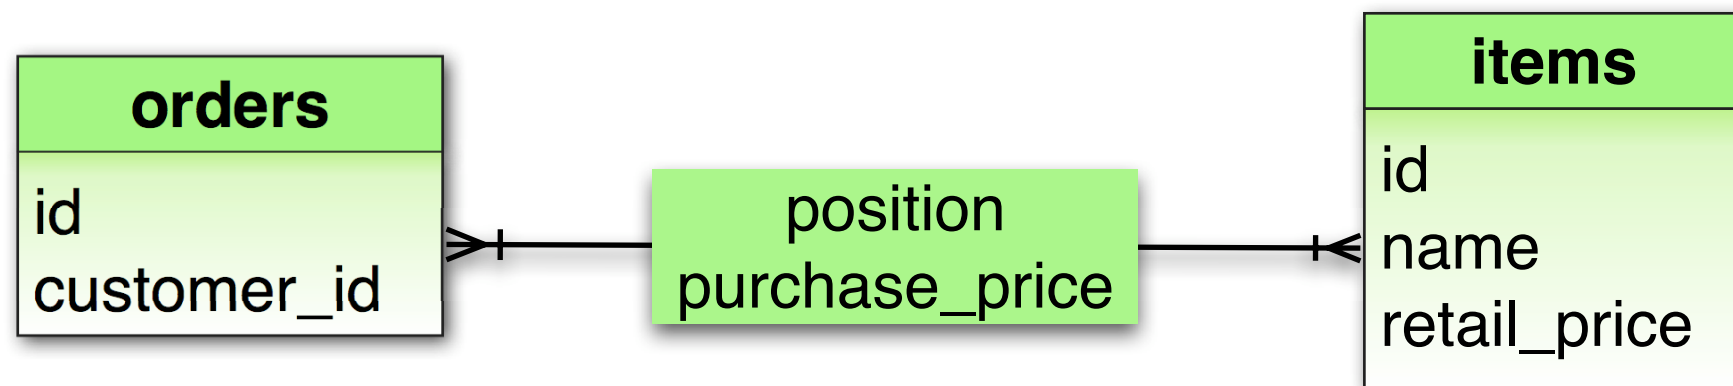 orders
id
customer_id
position
purchase_price
items
id
name
retail_price